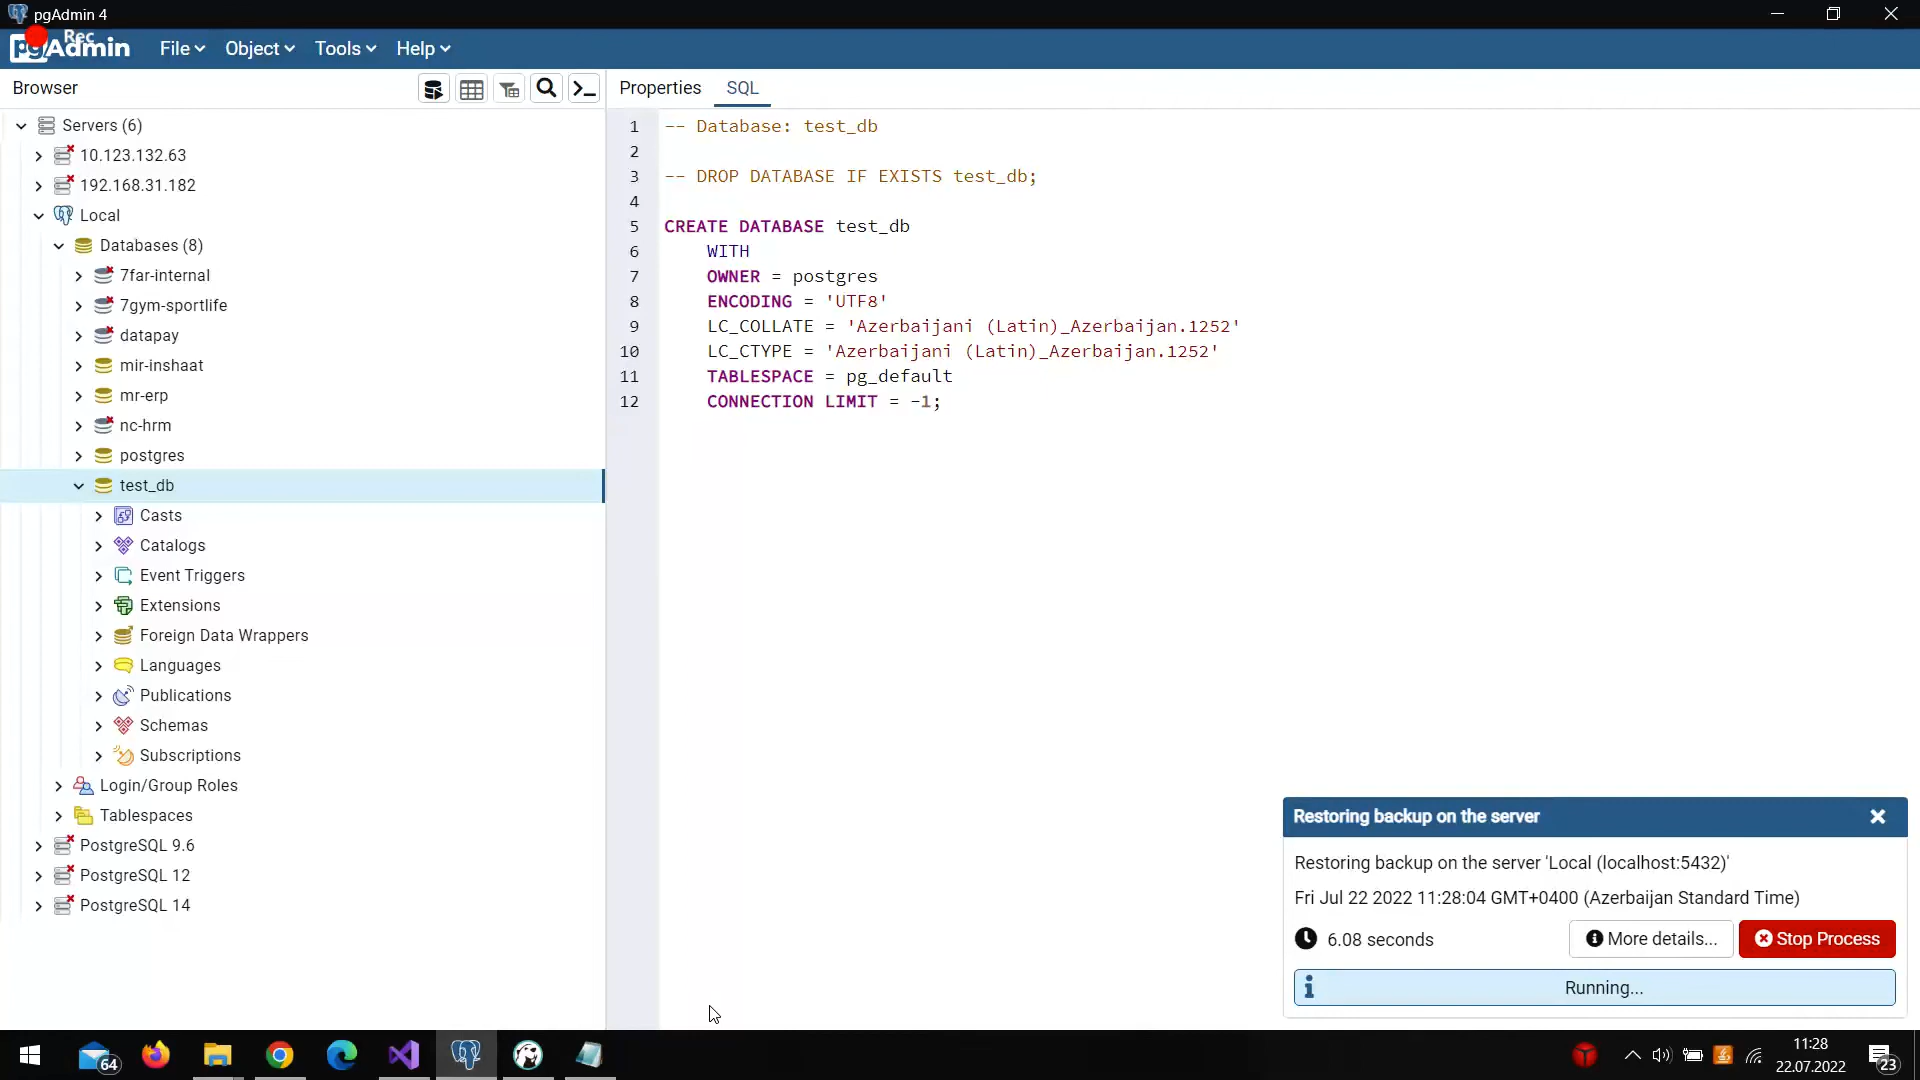 pgAdmin 4
Rec
pgAdmin
File Object Tools Help
Browser
Properties SQL
Servers (6)
10.123.132.63
192.168.31.182
Local
Databases (8)
7far-internal
7gym-sportlife
datapay
mir-inshaat
mr-erp
nc-hrm
postgres
test_db
Casts
Catalogs
Event Triggers
Extensions
Foreign Data Wrappers
Languages
Publications
Schemas
Subscriptions
Login/Group Roles
Tablespaces
PostgreSQL 9.6
PostgreSQL 12
PostgreSQL 14
1 -- Database: test_db
2
3 -- DROP DATABASE IF EXISTS test_db;
4
5 CREATE DATABASE test_db
6 WITH
7 OWNER = postgres
8 ENCODING = 'UTF8'
9 LC_COLLATE = 'Azerbaijani (Latin)_Azerbaijan.1252'
10 LC_CTYPE = 'Azerbaijani (Latin)_Azerbaijan.1252'
11 TABLESPACE = pg_default
12 CONNECTION LIMIT = -1;
Restoring backup on the server
Restoring backup on the server 'Local (localhost:5432)'
Fri Jul 22 2022 11:28:04 GMT+0400 (Azerbaijan Standard Time)
6.08 seconds More details... Stop Process
Running...
64
11:28
22.07.2022
23